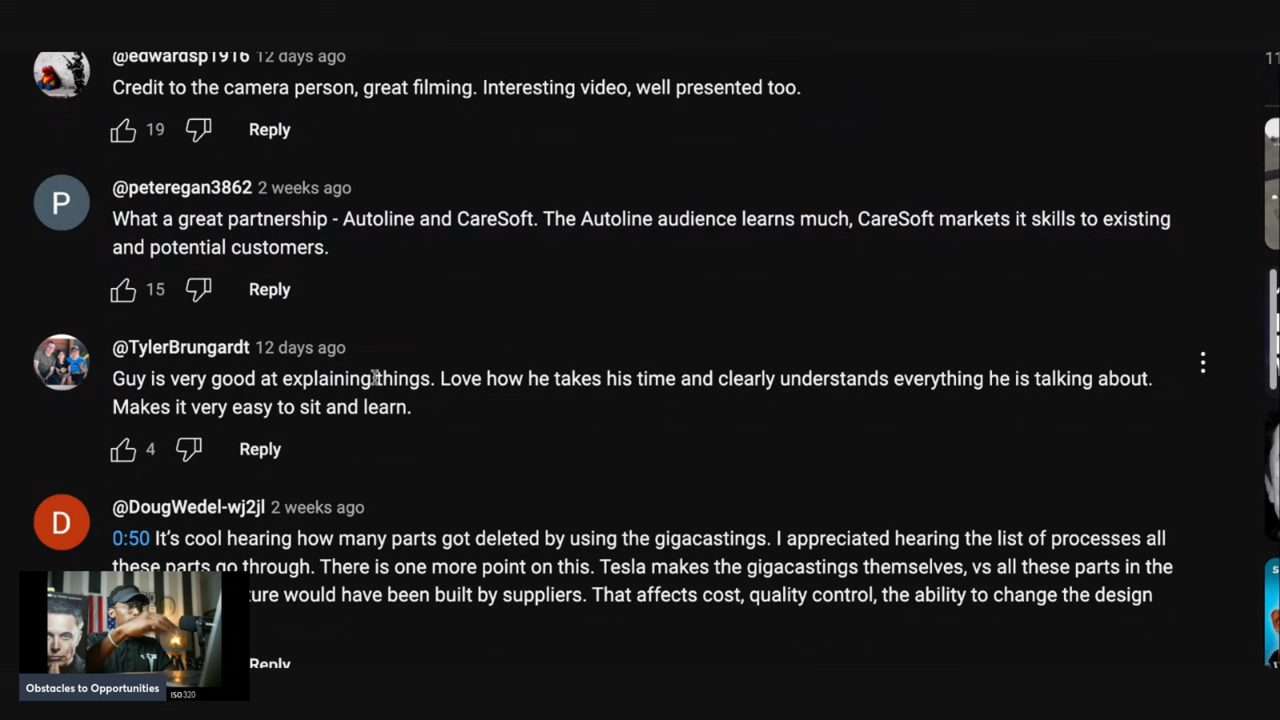 @edwardsp1916 12 days ago
Credit to the camera person, great filming. Interesting video, well presented too.
19 Reply
@peteregan3862 2 weeks ago
P
What a great partnership - Autoline and CareSoft. The Autoline audience learns much, CareSoft markets it skills to existing
and potential customers.
15 Reply
@TylerBrungardt 12 days ago
Guy is very good at explaining things. Love how he takes his time and clearly understands everything he is talking about.
Makes it very easy to sit and learn.
4 Reply
@DougWedel-wj2jl 2 weeks ago
D
0:50 It's cool hearing how many parts got deleted by using the gigacastings. I appreciated hearing the list of processes all
these parts go through. There is one more point on this. Tesla makes the gigacastings themselves, vs all these parts in the
ture would have been built by suppliers. That affects cost, quality control, the ability to change the design
Reply
Obstacles to Opportunities
ISO320